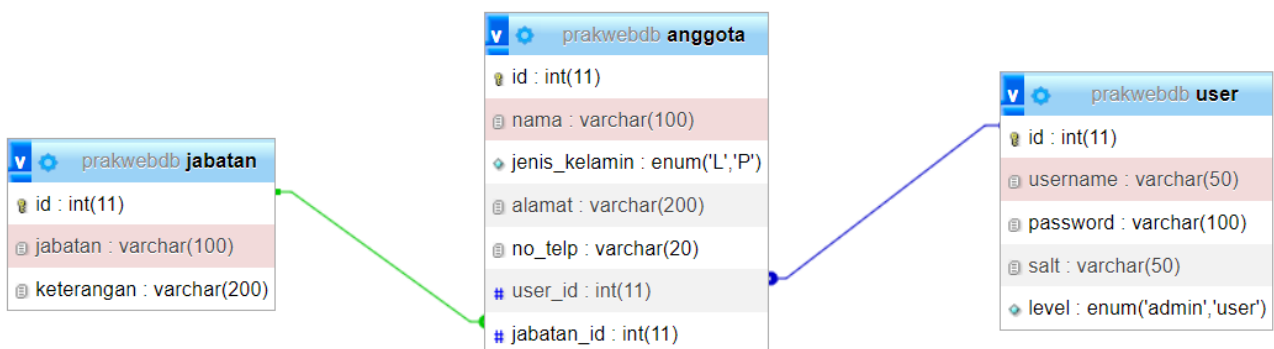 v prakwebdb jabatan
id : int(11)
jabatan : varchar(100)
keterangan : varchar(200)
v prakwebdb anggota
id : int(11)
nama : varchar(100)
jenis_kelamin : enum('L','P')
alamat : varchar(200)
no_telp : varchar(20)
# user_id : int(11)
# jabatan_id : int(11)
v prakwebdb user
id : int(11)
username : varchar(50)
password : varchar(100)
salt : varchar(50)
level : enum('admin','user')